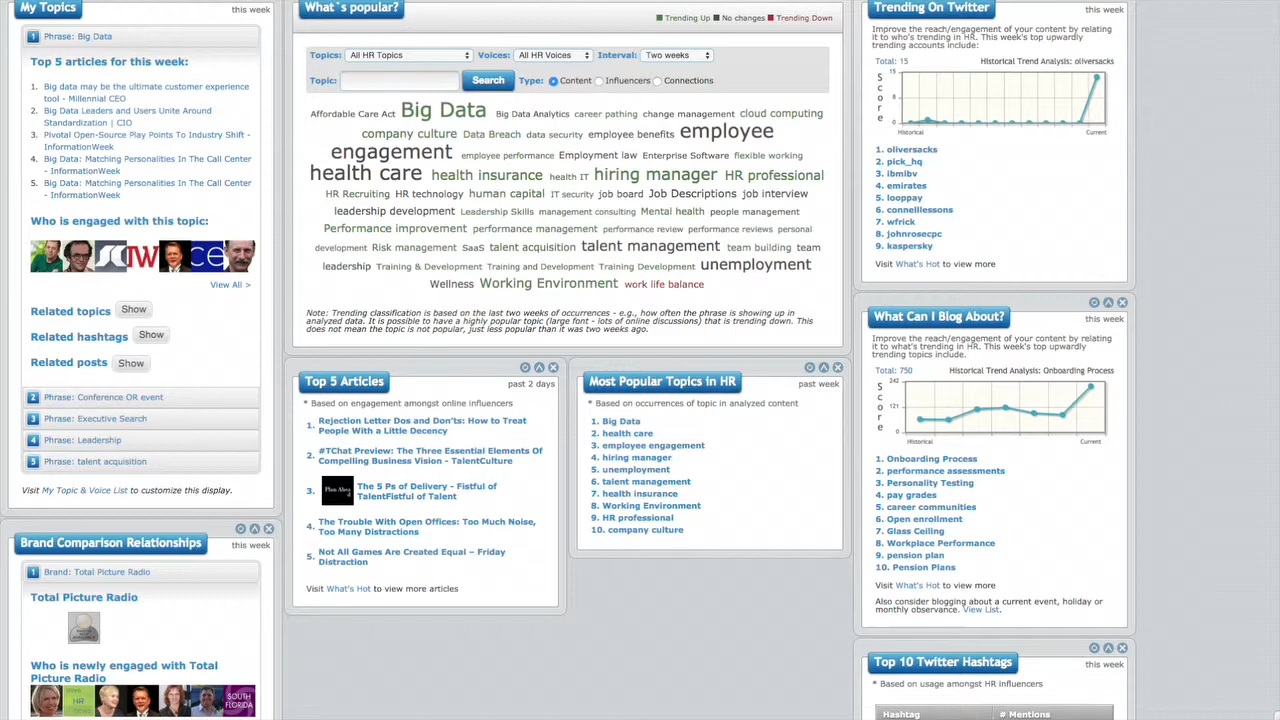 My Topics
this week
1 Phrase: Big Data
Top 5 articles for this week:
1. Big data may be the ultimate customer experience
tool - Millennial CEO
2. Big Data Leaders and Users Unite Around
Standardization | CIO
3. Pivotal Open-Source Play Points To Industry Shift -
InformationWeek
4. Big Data: Matching Personalities In The Call Center
- InformationWeek
5. Big Data: Matching Personalities In The Call Center
- InformationWeek
Who is engaged with this topic:
IW
ce
View All >
Related topics Show
Related hashtags Show
Related posts Show
2 Phrase: Conference OR event
3 Phrase: Executive Search
4 Phrase: Leadership
5 Phrase: talent acquisition
Visit My Topic & Voice List to customize this display.
Brand Comparison Relationships
this week
1 Brand: Total Picture Radio
Total Picture Radio
Who is newly engaged with Total
Picture Radio
HR
SOUTH
FLORIDA
What`s popular?
Trending Up No changes Trending Down
Topics: All HR Topics Voices: All HR Voices Interval: Two weeks
Topic: Search Type: Content Influencers Connections
Affordable Care Act Big Data Big Data Analytics career pathing change management cloud computing
company culture Data Breach data security employee benefits employee
engagement employee performance Employment law Enterprise Software flexible working
health care health insurance health IT hiring manager HR professional
HR Recruiting HR technology human capital IT security job board Job Descriptions job interview
leadership development Leadership Skills management consulting Mental health people management
Performance improvement performance management performance review performance reviews personal
development Risk management SaaS talent acquisition talent management team building team
leadership Training & Development Training and Development Training Development unemployment
Wellness Working Environment work life balance
Note: Trending classification is based on the last two weeks of occurrences - e.g., how often the phrase is showing up in
analyzed data. It is possible to have a highly popular topic (large font - lots of online discussions) that is trending down. This
does not mean the topic is not popular, just less popular than it was two weeks ago.
Top 5 Articles
past 2 days
* Based on engagement amongst online influencers
1. Rejection Letter Dos and Don'ts: How to Treat
People With a Little Decency
2. #TChat Preview: The Three Essential Elements Of
Compelling Business Vision - TalentCulture
3. Plan Ahead The 5 Ps of Delivery - Fistful of
TalentFistful of Talent
4. The Trouble With Open Offices: Too Much Noise,
Too Many Distractions
5. Not All Games Are Created Equal – Friday
Distraction
Visit What's Hot to view more articles
Most Popular Topics in HR
past week
* Based on occurrences of topic in analyzed content
1. Big Data
2. health care
3. employee engagement
4. hiring manager
5. unemployment
6. talent management
7. health insurance
8. Working Environment
9. HR professional
10. company culture
Trending On Twitter
this week
Improve the reach/engagement of your content by relating
it to who's trending in HR. This week's top upwardly
trending accounts include:
Total: 15 Historical Trend Analysis: oliversacks
Score
15
8
0
Historical Current
1. oliversacks
2. pick_hq
3. ibmibv
4. emirates
5. looppay
6. connelllessons
7. wfrick
8. johnrosecpc
9. kaspersky
Visit What's Hot to view more
What Can I Blog About?
this week
Improve the reach/engagement of your content by relating
it to what's trending in HR. This week's top upwardly
trending topics include.
Total: 750 Historical Trend Analysis: Onboarding Process
Score
242
121
0
Historical Current
1. Onboarding Process
2. performance assessments
3. Personality Testing
4. pay grades
5. career communities
6. Open enrollment
7. Glass Ceiling
8. Workplace Performance
9. pension plan
10. Pension Plans
Visit What's Hot to view more
Also consider blogging about a current event, holiday or
monthly observance. View List.
Top 10 Twitter Hashtags
this week
* Based on usage amongst HR influencers
Hashtag # Mentions